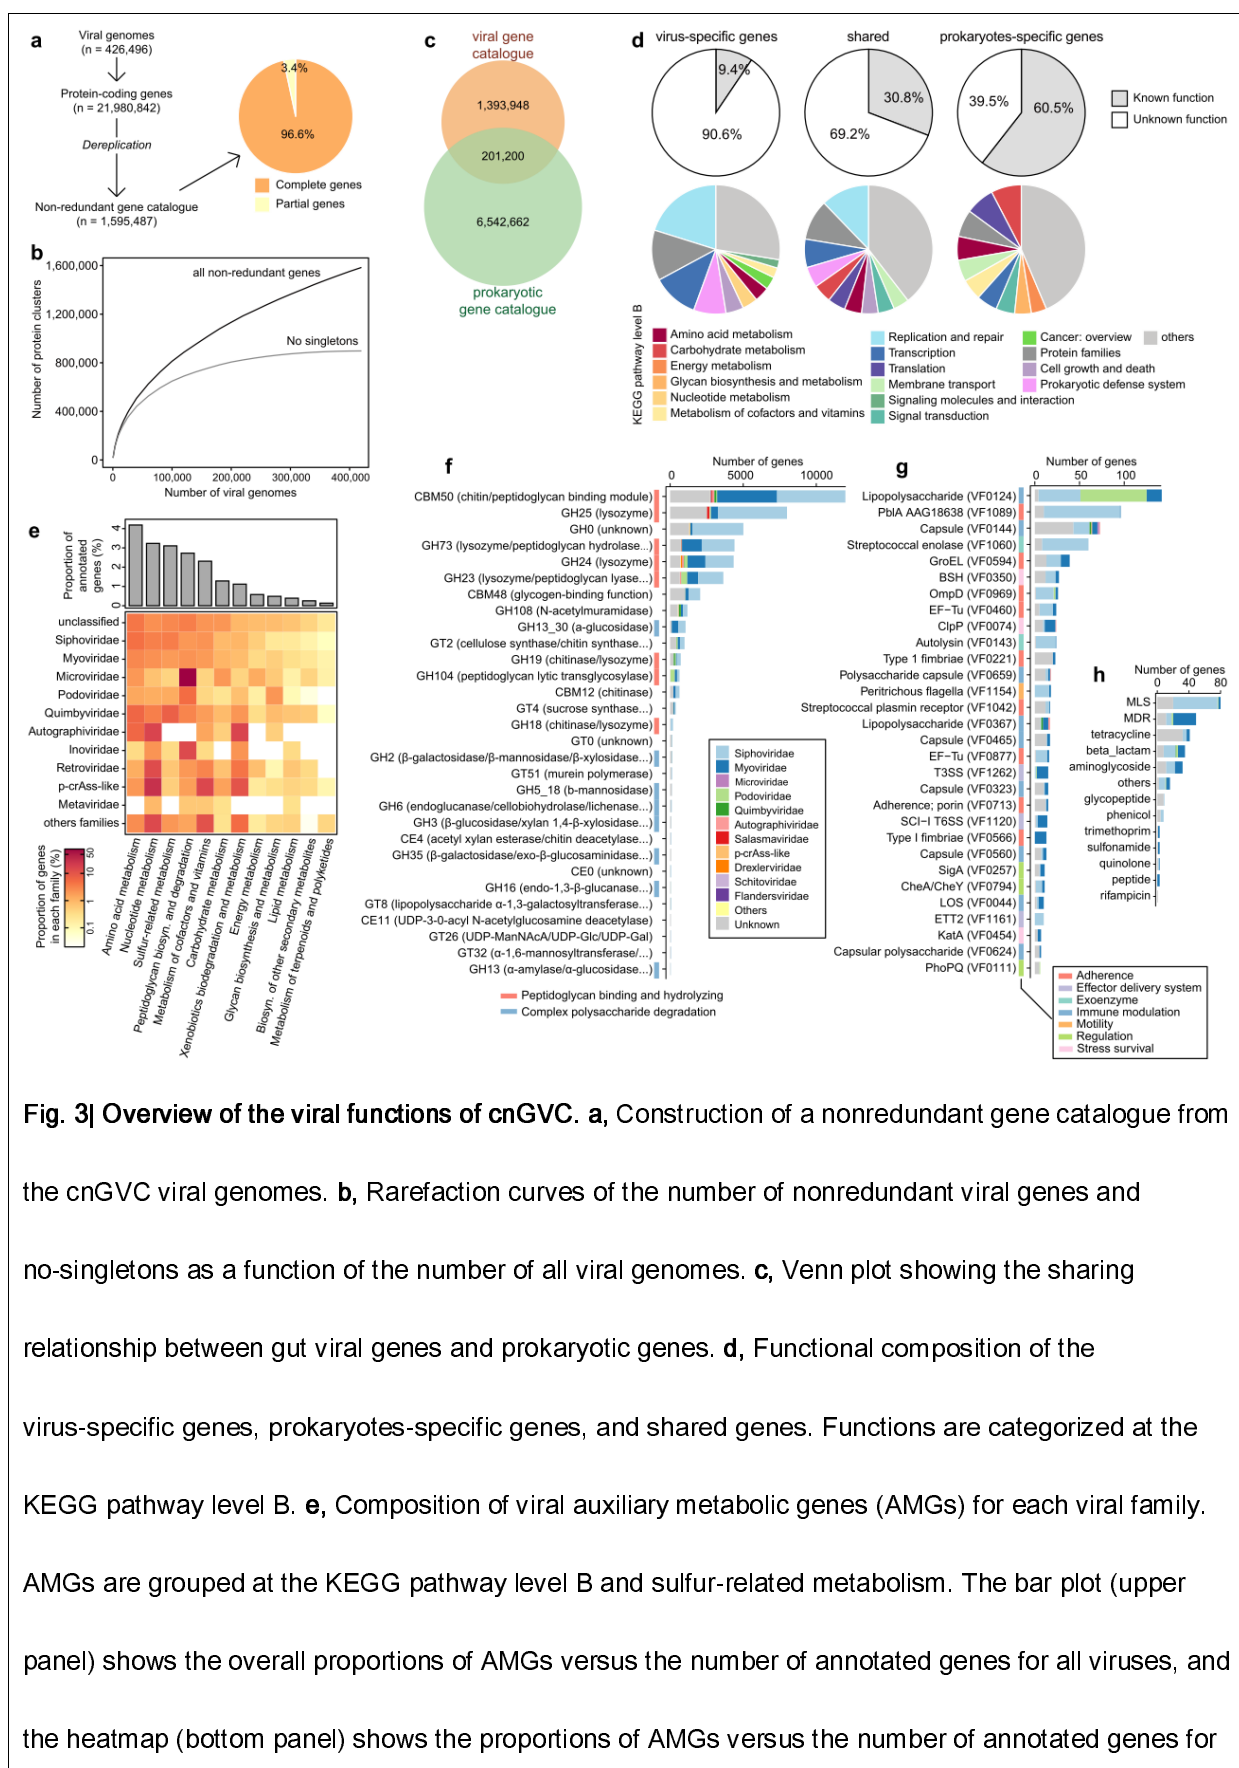 a
Viral genomes
(n = 426,496)
Protein-coding genes
(n = 21,980,842)
Dereplication
Non-redundant gene catalogue
(n = 1,595,487)
3.4%
96.6%
Complete genes
Partial genes
b
Number of protein clusters
1,600,000
1,200,000
800,000
400,000
0
all non-redundant genes
No singletons
0
100,000
200,000
300,000
400,000
Number of viral genomes
c
viral gene
catalogue
1,393,948
201,200
6,542,662
prokaryotic
gene catalogue
d
virus-specific genes
shared
prokaryotes-specific genes
9.4%
90.6%
30.8%
69.2%
39.5%
60.5%
Known function
Unknown function
KEGG pathway level B
Amino acid metabolism
Carbohydrate metabolism
Energy metabolism
Glycan biosynthesis and metabolism
Nucleotide metabolism
Metabolism of cofactors and vitamins
Replication and repair
Transcription
Translation
Membrane transport
Signaling molecules and interaction
Signal transduction
Cancer: overview
Protein families
Cell growth and death
Prokaryotic defense system
others
e
Proportion of
annotated
genes (%)
4
3
2
1
0
unclassified
Siphoviridae
Myoviridae
Microviridae
Podoviridae
Quimbyviridae
Autographiviridae
Inoviridae
Retroviridae
p-crAss-like
Metaviridae
others families
Proportion of genes
in each family (%)
50
10
1
0.1
Amino acid metabolism
Nucleotide metabolism
Sulfur-related metabolism
Peptidoglycan biosyn. and degradation
Metabolism of cofactors and vitamins
Carbohydrate metabolism
Xenobiotics biodegradation and metabolism
Energy metabolism
Glycan biosynthesis and metabolism
Lipid metabolism
Biosyn. of other secondary metabolites
Metabolism of terpenoids and polyketides
f
Number of genes
0
5000
10000
CBM50 (chitin/peptidoglycan binding module)
GH25 (lysozyme)
GH0 (unknown)
GH73 (lysozyme/peptidoglycan hydrolase...)
GH24 (lysozyme)
GH23 (lysozyme/peptidoglycan lyase...)
CBM48 (glycogen-binding function)
GH108 (N-acetylmuramidase)
GH13_30 (a-glucosidase)
GT2 (cellulose synthase/chitin synthase...)
GH19 (chitinase/lysozyme)
GH104 (peptidoglycan lytic transglycosylase)
CBM12 (chitinase)
GT4 (sucrose synthase...)
GH18 (chitinase/lysozyme)
GT0 (unknown)
GH2 (β-galactosidase/β-mannosidase/β-xylosidase...)
GT51 (murein polymerase)
GH5_18 (b-mannosidase)
GH6 (endoglucanase/cellobiohydrolase/lichenase...)
GH3 (β-glucosidase/xylan 1,4-β-xylosidase...)
CE4 (acetyl xylan esterase/chitin deacetylase...)
GH35 (β-galactosidase/exo-β-glucosaminidase...)
CE0 (unknown)
GH16 (endo-1,3-β-glucanase...)
GT8 (lipopolysaccharide α-1,3-galactosyltransferase...)
CE11 (UDP-3-0-acyl N-acetylglucosamine deacetylase)
GT26 (UDP-ManNAcA/UDP-Glc/UDP-Gal)
GT32 (α-1,6-mannosyltransferase/...)
GH13 (α-amylase/α-glucosidase...)
Peptidoglycan binding and hydrolyzing
Complex polysaccharide degradation
Siphoviridae
Myoviridae
Microviridae
Podoviridae
Quimbyviridae
Autographiviridae
Salasmaviridae
p-crAss-like
Drexlerviridae
Schitoviridae
Flandersviridae
Others
Unknown
g
Number of genes
0
50
100
Lipopolysaccharide (VF0124)
PblA AAG18638 (VF1089)
Capsule (VF0144)
Streptococcal enolase (VF1060)
GroEL (VF0594)
BSH (VF0350)
OmpD (VF0969)
EF−Tu (VF0460)
ClpP (VF0074)
Autolysin (VF0143)
Type 1 fimbriae (VF0221)
Polysaccharide capsule (VF0659)
Peritrichous flagella (VF1154)
Streptococcal plasmin receptor (VF1042)
Lipopolysaccharide (VF0367)
Capsule (VF0465)
EF−Tu (VF0877)
T3SS (VF1262)
Capsule (VF0323)
Adherence; porin (VF0713)
SCI−I T6SS (VF1120)
Type I fimbriae (VF0566)
Capsule (VF0560)
SigA (VF0257)
CheA/CheY (VF0794)
LOS (VF0044)
ETT2 (VF1161)
KatA (VF0454)
Capsular polysaccharide (VF0624)
PhoPQ (VF0111)
Adherence
Effector delivery system
Exoenzyme
Immune modulation
Motility
Regulation
Stress survival
h
Number of genes
0
40
80
MLS
MDR
tetracycline
beta_lactam
aminoglycoside
others
glycopeptide
phenicol
trimethoprim
sulfonamide
quinolone
peptide
rifampicin
Fig. 3| Overview of the viral functions of cnGVC. a, Construction of a nonredundant gene catalogue from
the cnGVC viral genomes. b, Rarefaction curves of the number of nonredundant viral genes and
no-singletons as a function of the number of all viral genomes. c, Venn plot showing the sharing
relationship between gut viral genes and prokaryotic genes. d, Functional composition of the
virus-specific genes, prokaryotes-specific genes, and shared genes. Functions are categorized at the
KEGG pathway level B. e, Composition of viral auxiliary metabolic genes (AMGs) for each viral family.
AMGs are grouped at the KEGG pathway level B and sulfur-related metabolism. The bar plot (upper
panel) shows the overall proportions of AMGs versus the number of annotated genes for all viruses, and
the heatmap (bottom panel) shows the proportions of AMGs versus the number of annotated genes for